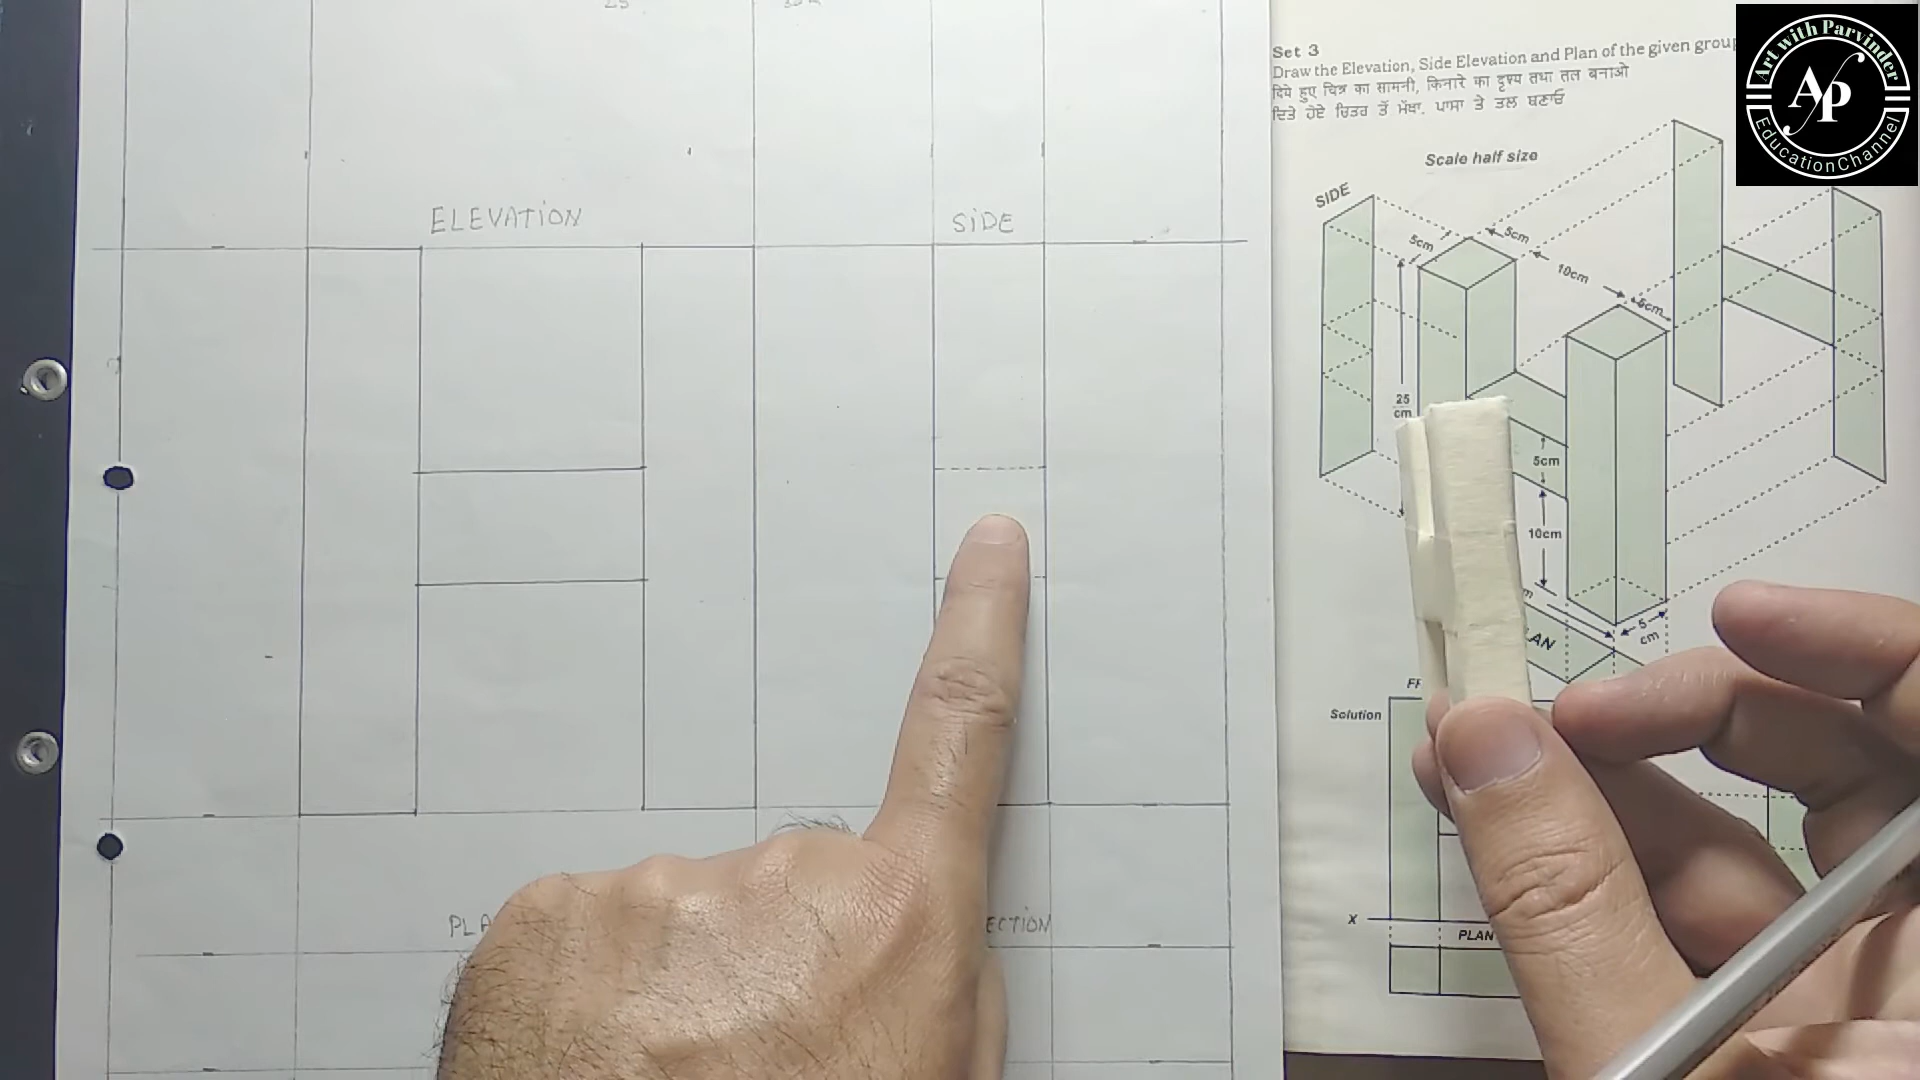 ELEVATION
SIDE
PLA
ECTION
Set 3
Draw the Elevation, Side Elevation and Plan of the given group
दिये हुए चित्र का सामनी, किनारे का दृश्य तथा तल बनाओ
ਦਿਤੇ ਹੋਏ ਚਿਤਰ ਤੋਂ ਮੱਥਾ. ਪਾਸਾ ਤੇ ਤਲ ਬਣਾਓ
Scale half size
SIDE
5cm
5cm
10cm
5cm
25
cm
5cm
10cm
m
5
cm
LAN
FF
Solution
X
PLAN
Art with Parvinder
AP
Education Channel